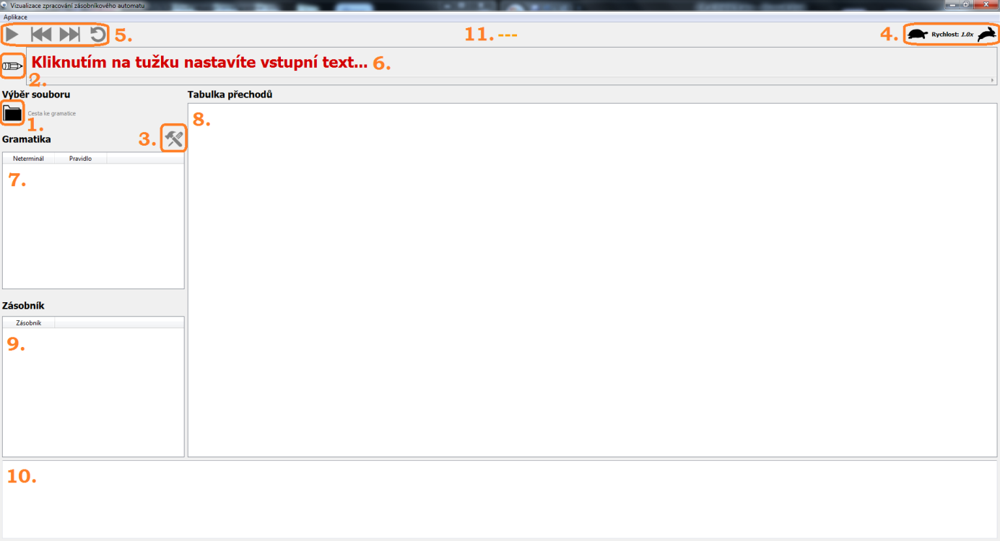 Vizualizace zpracování zásobníkového automatu
Aplikace
5.
11. ---
4. Rychlost: 1.0x
Kliknutím na tužku nastavíte vstupní text... 6.
2.
Výběr souboru
Tabulka přechodů
Cesta ke gramatice
1.
8.
Gramatika
3.
Neterminál Pravidlo
7.
Zásobník
Zásobník
9.
10.